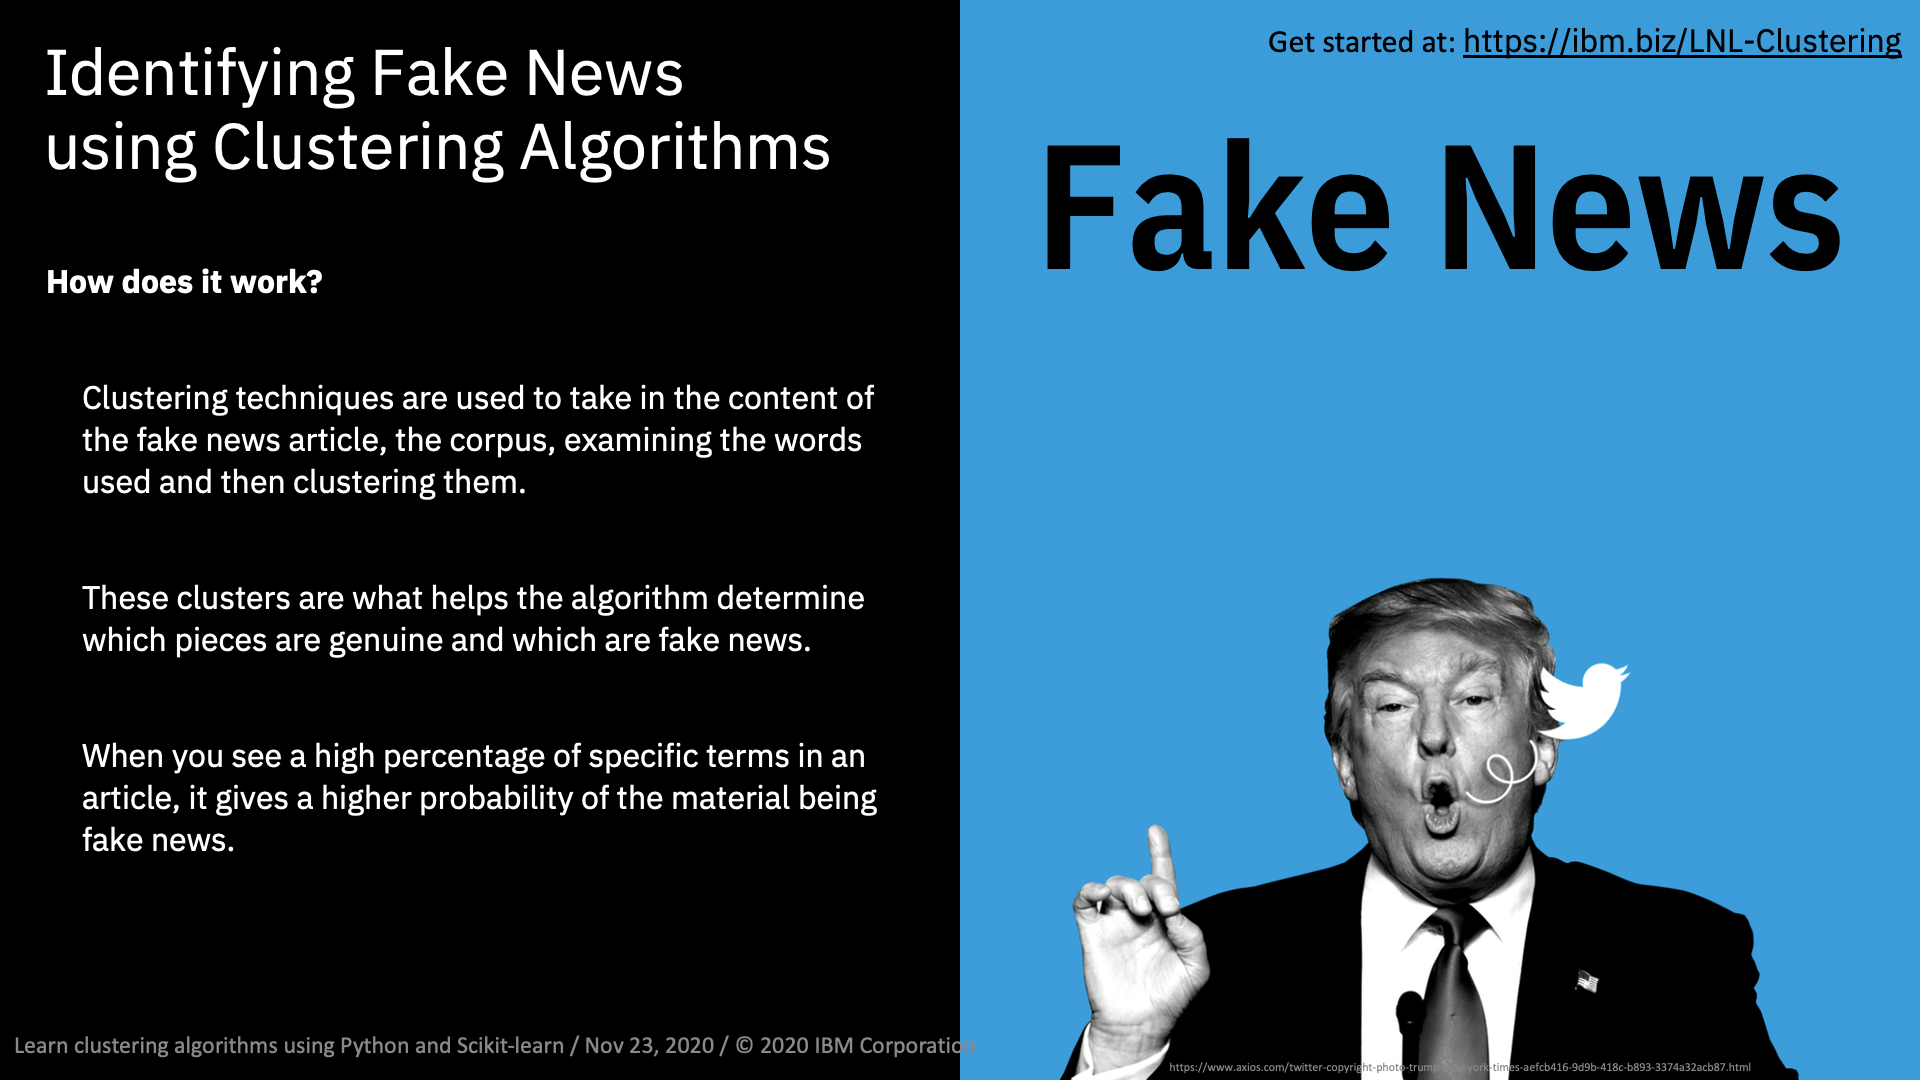 Identifying Fake News
using Clustering Algorithms
How does it work?
Clustering techniques are used to take in the content of
the fake news article, the corpus, examining the words
used and then clustering them.
These clusters are what helps the algorithm determine
which pieces are genuine and which are fake news.
When you see a high percentage of specific terms in an
article, it gives a higher probability of the material being
fake news.
Learn clustering algorithms using Python and Scikit-learn / Nov 23, 2020 / © 2020 IBM Corporation
Get started at: https://ibm.biz/LNL-Clustering
Fake News
https://www.axios.com/twitter-copyright-photo-trump-new-york-times-aefcb416-9d9b-418c-b893-3374a32acb87.html